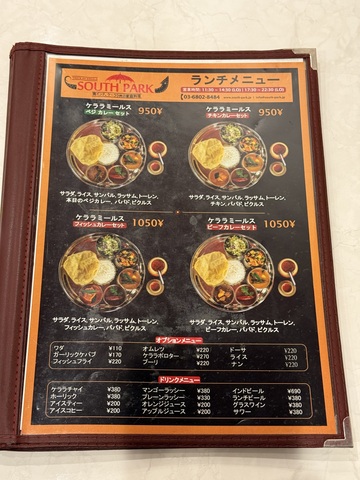 SOUTH PARK
ランチメニュー
03-6802-8484
ケララミールス
ベジ カレー セット
950¥
サラダ, ライス, サンバル, ラッサム, トーレン,
本日のベジカレー, パパド, ピクルス
ケララミールス
チキンカレーセット
950¥
サラダ, ライス, サンバル, ラッサム, トーレン,
チキン, パパド, ピクルス
ケララミールス
フィッシュカレーセット
1050¥
サラダ, ライス, サンバル, ラッサム, トーレン,
フィッシュカレー, パパド, ピクルス
ケララミールス
ビーフカレーセット
1050¥
サラダ, ライス, サンバル, ラッサム, トーレン,
ビーフカレー, パパド, ピクルス
オプションメニュー
ワダ ¥110
ガーリックケバブ ¥170
フィッシュフライ ¥220
オムレツ ¥220
ケララポロター ¥270
プーリ ¥220
ドーサ ¥220
ライス ¥220
ナン ¥220
ドリンクメニュー
ケララチャイ ¥380
ホーリック ¥380
アイスティー ¥200
アイスコヒー ¥200
マンゴーラッシー ¥380
プレーンラッシー ¥330
オレンジジュース ¥200
アップルジュース ¥200
インドビール ¥690
ランチビール ¥380
グラスワイン ¥380
サワー ¥380